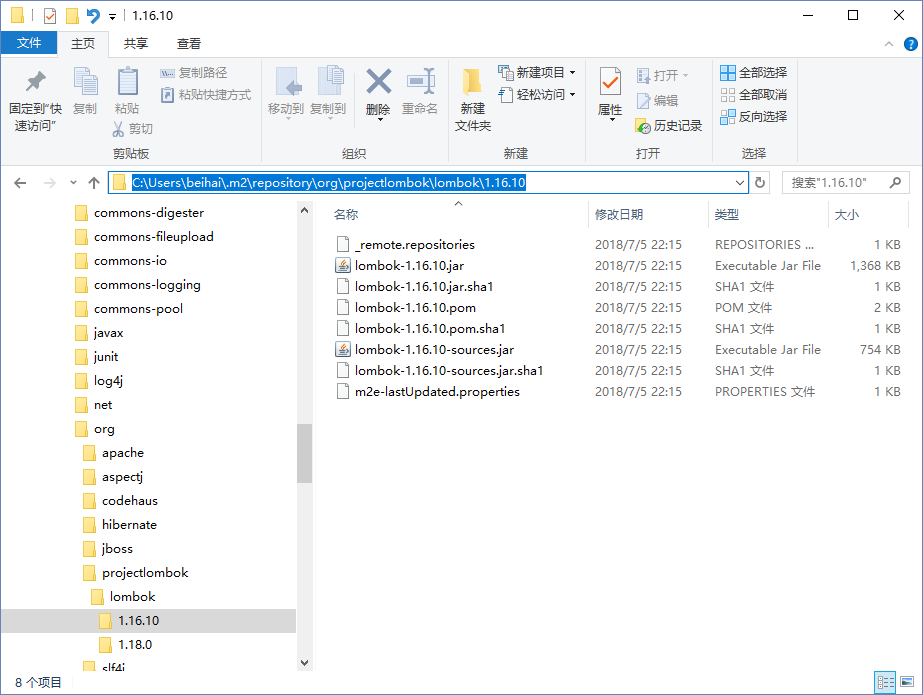 1.16.10
文件 主页 共享 查看
固定到"快速访问"
复制
粘贴
复制路径
粘贴快捷方式
剪切
剪贴板
移动到
复制到
删除
重命名
组织
新建文件夹
新建项目
轻松访问
新建
属性
打开
编辑
历史记录
打开
全部选择
全部取消
反向选择
选择
C:\Users\beihai\.m2\repository\org\projectlombok\lombok\1.16.10
搜索"1.16.10"
commons-digester
commons-fileupload
commons-io
commons-logging
commons-pool
javax
junit
log4j
net
org
apache
aspectj
codehaus
hibernate
jboss
projectlombok
lombok
1.16.10
1.18.0
slf4j
名称 修改日期 类型 大小
_remote.repositories 2018/7/5 22:15 REPOSITORIES ... 1 KB
lombok-1.16.10.jar 2018/7/5 22:15 Executable Jar File 1,368 KB
lombok-1.16.10.jar.sha1 2018/7/5 22:15 SHA1 文件 1 KB
lombok-1.16.10.pom 2018/7/5 22:15 POM 文件 2 KB
lombok-1.16.10.pom.sha1 2018/7/5 22:15 SHA1 文件 1 KB
lombok-1.16.10-sources.jar 2018/7/5 22:15 Executable Jar File 754 KB
lombok-1.16.10-sources.jar.sha1 2018/7/5 22:15 SHA1 文件 1 KB
m2e-lastUpdated.properties 2018/7/5 22:15 PROPERTIES 文件 1 KB
8 个项目